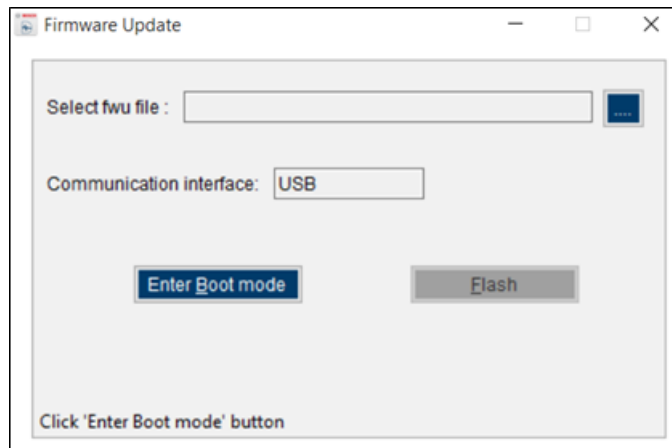 Firmware Update
Select fwu file :
....
Communication interface: USB
Enter Boot mode
Flash
Click 'Enter Boot mode' button